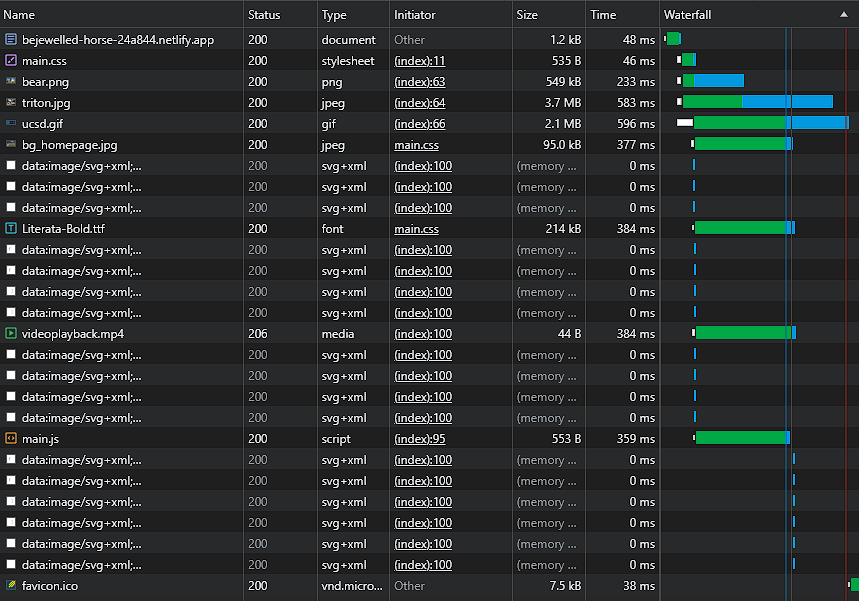 Name Status Type Initiator Size Time Waterfall
bejewelled-horse-24a844.netlify.app 200 document Other 1.2 kB 48 ms
main.css 200 stylesheet (index):11 535 B 46 ms
bear.png 200 png (index):63 549 kB 233 ms
triton.jpg 200 jpeg (index):64 3.7 MB 583 ms
ucsd.gif 200 gif (index):66 2.1 MB 596 ms
bg_homepage.jpg 200 jpeg main.css 95.0 kB 377 ms
data:image/svg+xml;... 200 svg+xml (index):100 (memory ... 0 ms
data:image/svg+xml;... 200 svg+xml (index):100 (memory ... 0 ms
data:image/svg+xml;... 200 svg+xml (index):100 (memory ... 0 ms
Literata-Bold.ttf 200 font main.css 214 kB 384 ms
data:image/svg+xml;... 200 svg+xml (index):100 (memory ... 0 ms
data:image/svg+xml;... 200 svg+xml (index):100 (memory ... 0 ms
data:image/svg+xml;... 200 svg+xml (index):100 (memory ... 0 ms
data:image/svg+xml;... 200 svg+xml (index):100 (memory ... 0 ms
videoplayback.mp4 206 media (index):100 44 B 384 ms
data:image/svg+xml;... 200 svg+xml (index):100 (memory ... 0 ms
data:image/svg+xml;... 200 svg+xml (index):100 (memory ... 0 ms
data:image/svg+xml;... 200 svg+xml (index):100 (memory ... 0 ms
data:image/svg+xml;... 200 svg+xml (index):100 (memory ... 0 ms
main.js 200 script (index):95 553 B 359 ms
data:image/svg+xml;... 200 svg+xml (index):100 (memory ... 0 ms
data:image/svg+xml;... 200 svg+xml (index):100 (memory ... 0 ms
data:image/svg+xml;... 200 svg+xml (index):100 (memory ... 0 ms
data:image/svg+xml;... 200 svg+xml (index):100 (memory ... 0 ms
data:image/svg+xml;... 200 svg+xml (index):100 (memory ... 0 ms
data:image/svg+xml;... 200 svg+xml (index):100 (memory ... 0 ms
favicon.ico 200 vnd.micro... Other 7.5 kB 38 ms